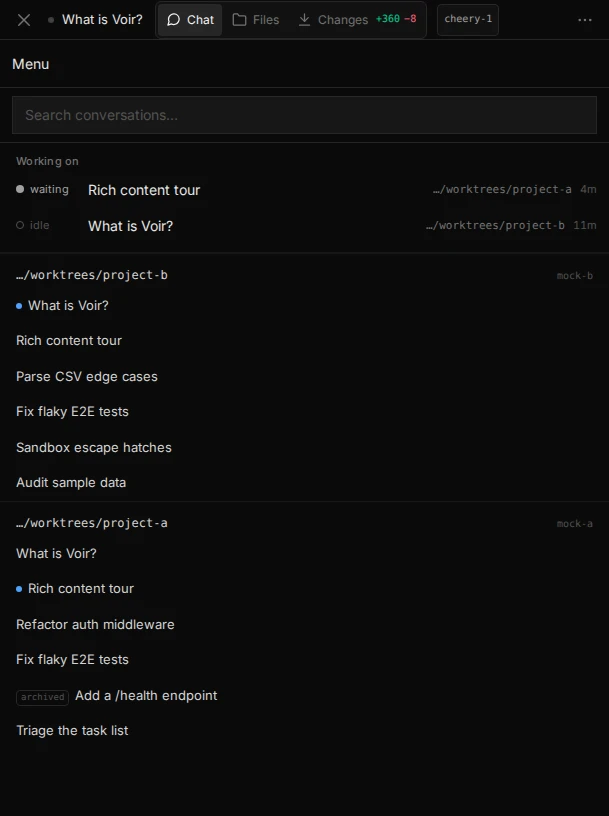 What is Voir? Chat Files Changes +360 −8 cheery-1 ⋯
Menu
Search conversations...
Working on
waiting Rich content tour …/worktrees/project-a 4m
idle What is Voir? …/worktrees/project-b 11m
…/worktrees/project-b mock-b
What is Voir?
Rich content tour
Parse CSV edge cases
Fix flaky E2E tests
Sandbox escape hatches
Audit sample data
…/worktrees/project-a mock-a
What is Voir?
Rich content tour
Refactor auth middleware
Fix flaky E2E tests
archived Add a /health endpoint
Triage the task list